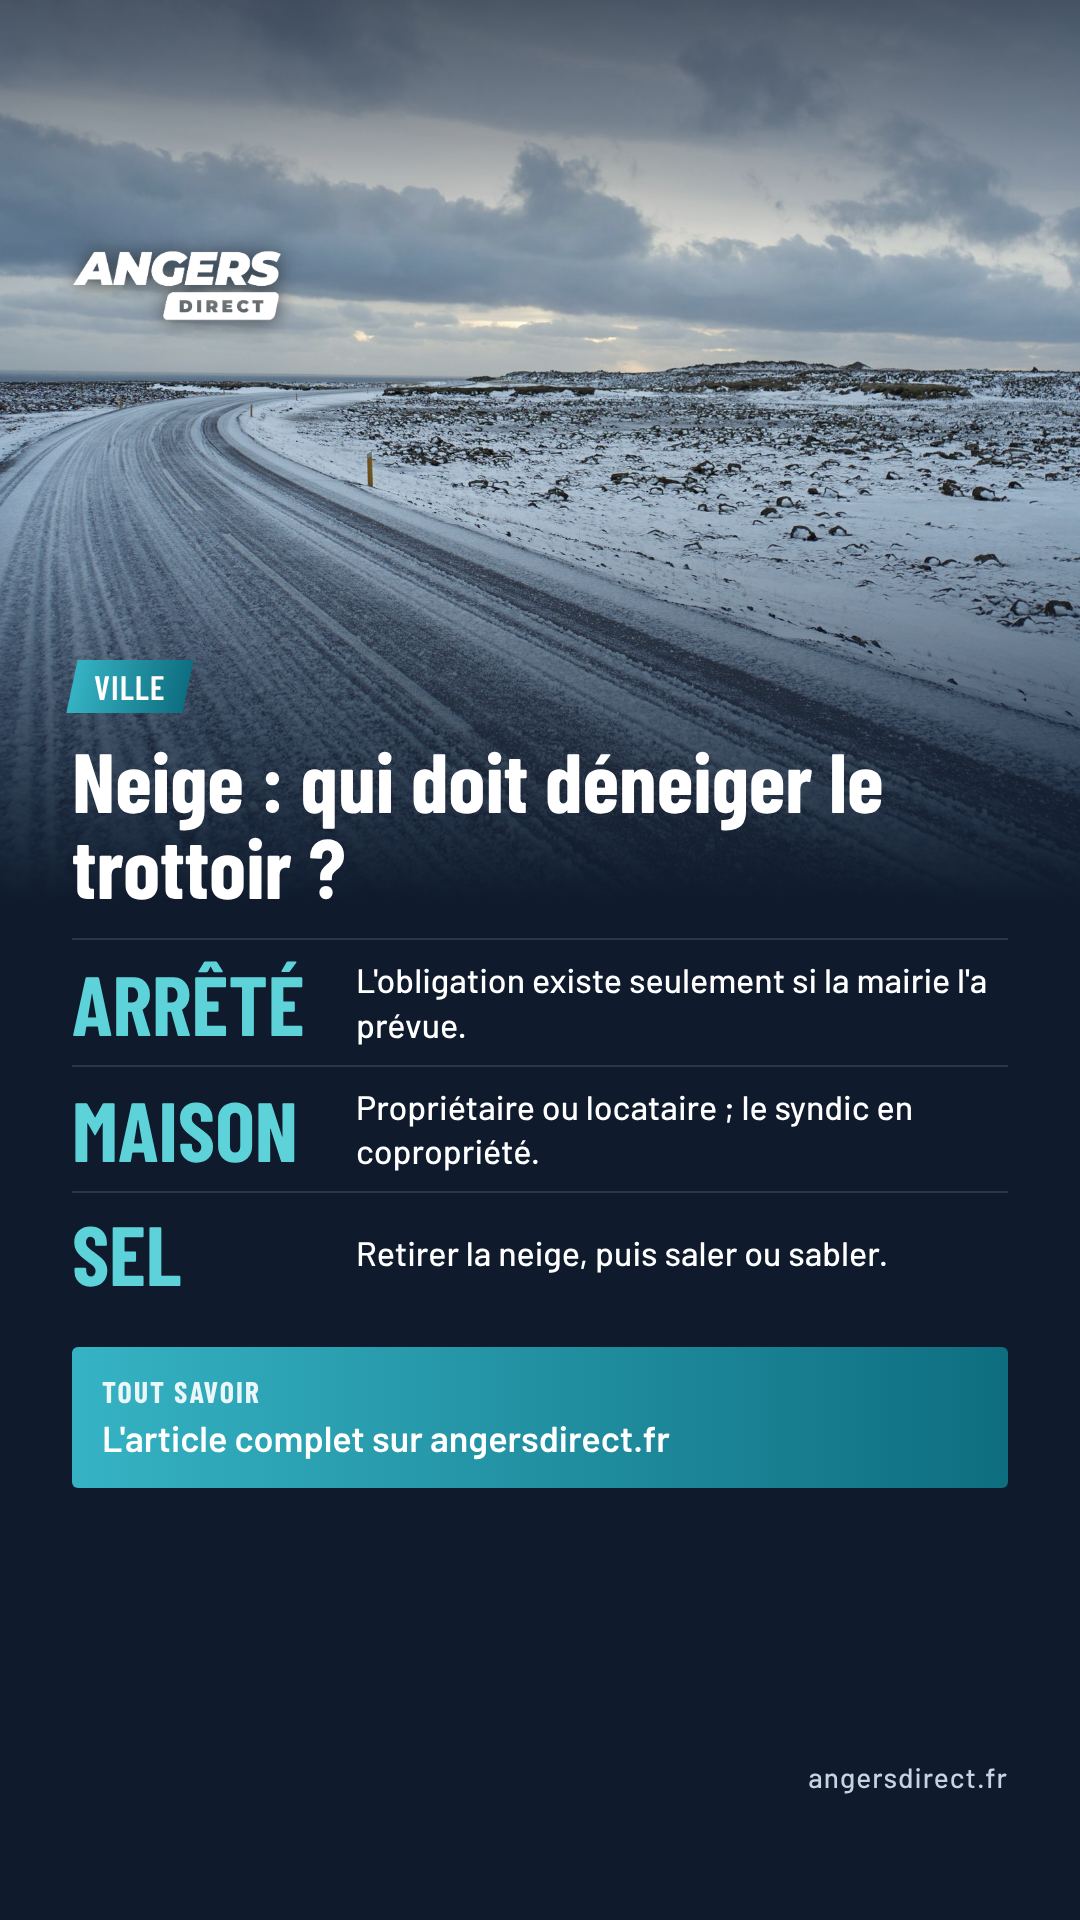 ANGERS
DIRECT
VILLE
Neige : qui doit déneiger le
trottoir ?
ARRÊTÉ
L'obligation existe seulement si la mairie l'a
prévue.
MAISON
Propriétaire ou locataire ; le syndic en
copropriété.
SEL
Retirer la neige, puis saler ou sabler.
TOUT SAVOIR
L'article complet sur angersdirect.fr
angersdirect.fr